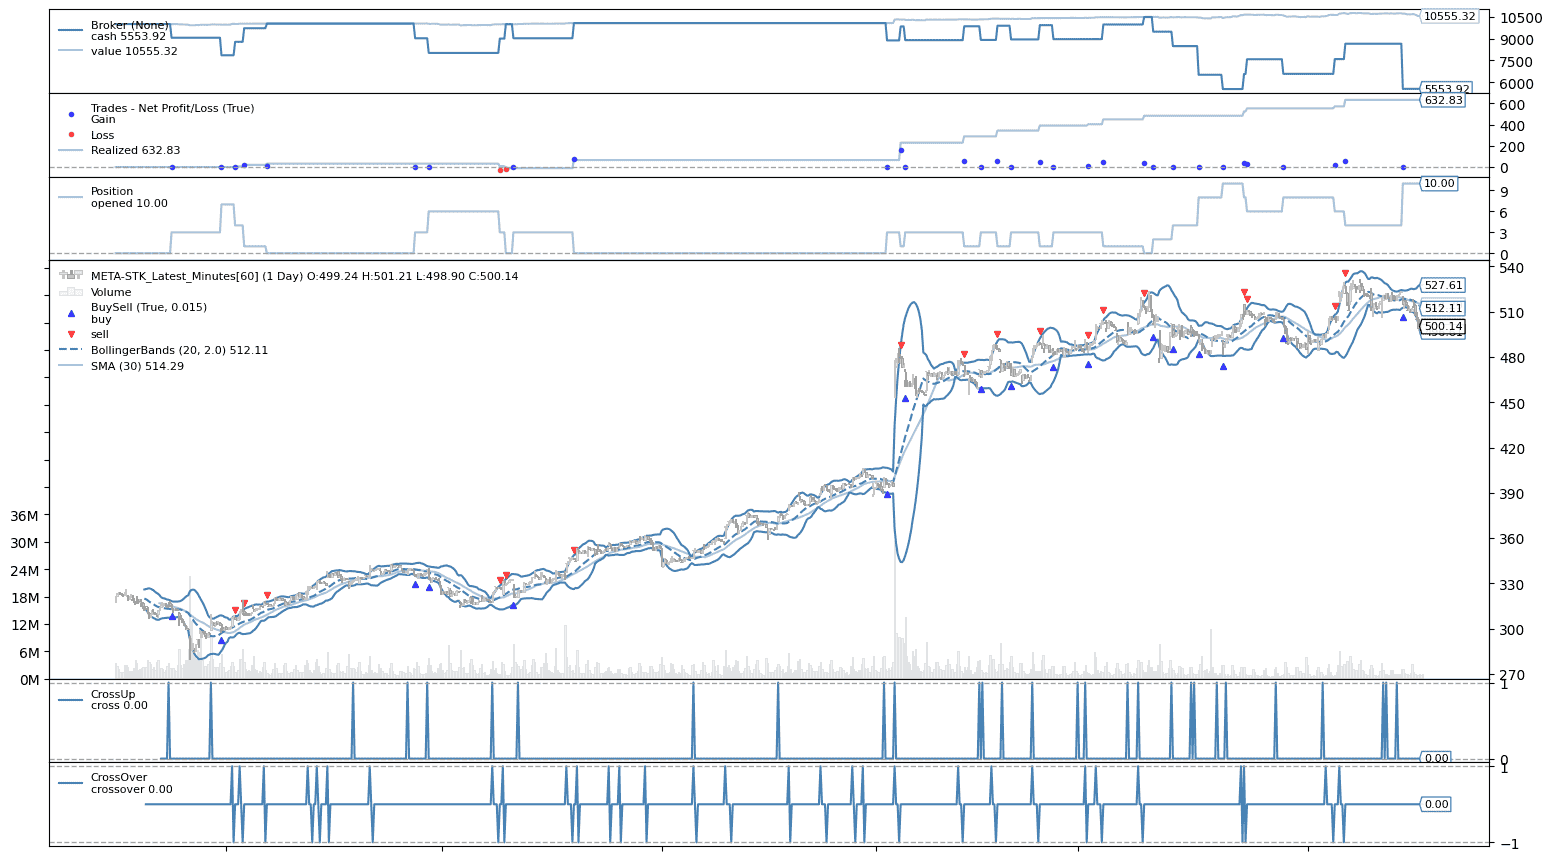 Broker (None)
cash 5553.92
value 10555.32
10555.32
10500
9000
7500
6000
5553.92
Trades - Net Profit/Loss (True)
Gain
Loss
Realized 632.83
632.83
600
400
200
0
Position
opened 10.00
10.00
9
6
3
0
META-STK_Latest_Minutes[60] (1 Day) O:499.24 H:501.21 L:498.90 C:500.14
Volume
BuySell (True, 0.015)
buy
sell
BollingerBands (20, 2.0) 512.11
SMA (30) 514.29
540
527.61
510
512.11
500.14
480
450
420
390
360
330
300
270
36M
30M
24M
18M
12M
6M
0M
CrossUp
cross 0.00
1
0.00
0
CrossOver
crossover 0.00
1
0.00
−1